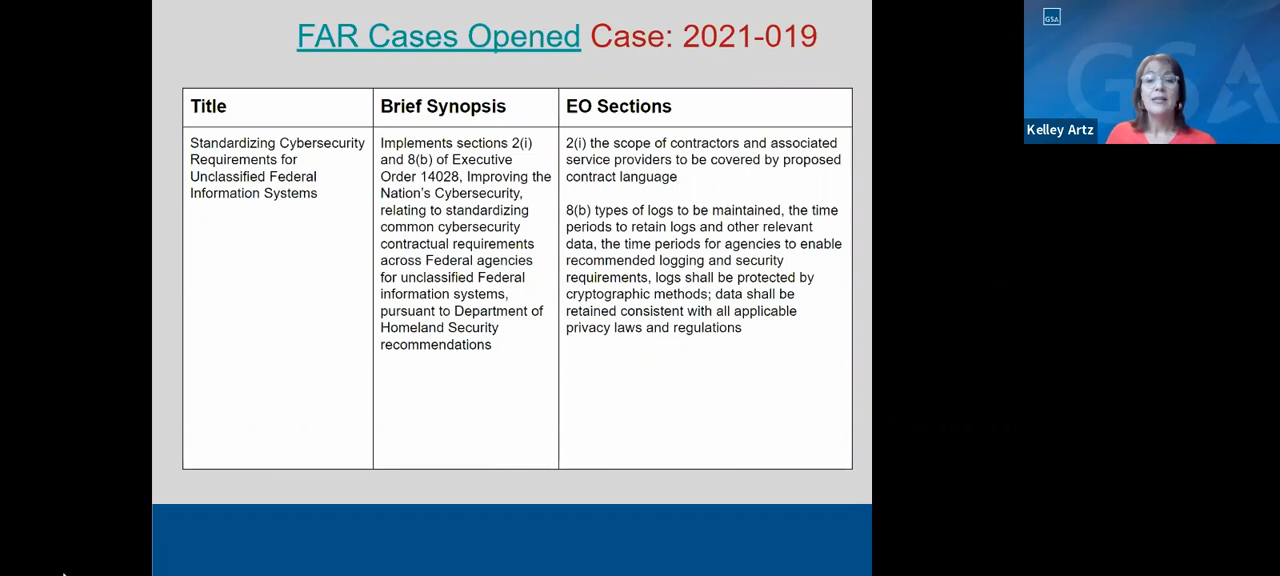 FAR Cases Opened Case: 2021-019
GSA
GSA
Kelley Artz
Title
Brief Synopsis
EO Sections
Standardizing Cybersecurity
Requirements for
Unclassified Federal
Information Systems
Implements sections 2(i)
and 8(b) of Executive
Order 14028, Improving the
Nation's Cybersecurity,
relating to standardizing
common cybersecurity
contractual requirements
across Federal agencies
for unclassified Federal
information systems,
pursuant to Department of
Homeland Security
recommendations
2(i) the scope of contractors and associated
service providers to be covered by proposed
contract language
8(b) types of logs to be maintained, the time
periods to retain logs and other relevant
data, the time periods for agencies to enable
recommended logging and security
requirements, logs shall be protected by
cryptographic methods; data shall be
retained consistent with all applicable
privacy laws and regulations